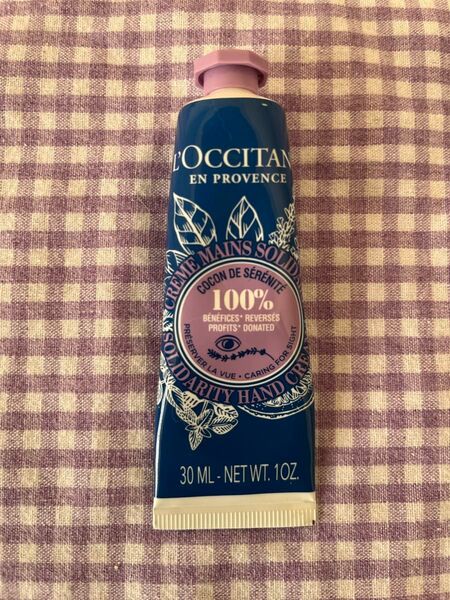 L'OCCITAN
EN PROVENCE
CRÈME MAINS SOLID
COCON DE SÉRÉNITÉ
100%
BÉNÉFICES* REVERSÉS
PROFITS* DONATED
PRÉSERVER LA VUE • CARING FOR SIGHT
SOLIDARITY HAND CRE
30 ML - NET WT. 1 OZ.